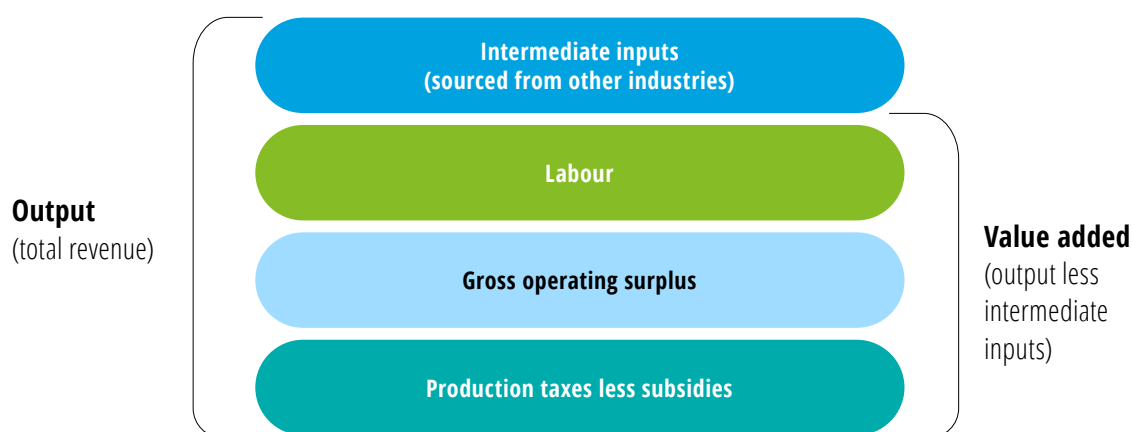 Intermediate inputs
(sourced from other industries)
Labour
Output
(total revenue)
Gross operating surplus
Value added
(output less
intermediate
inputs)
Production taxes less subsidies